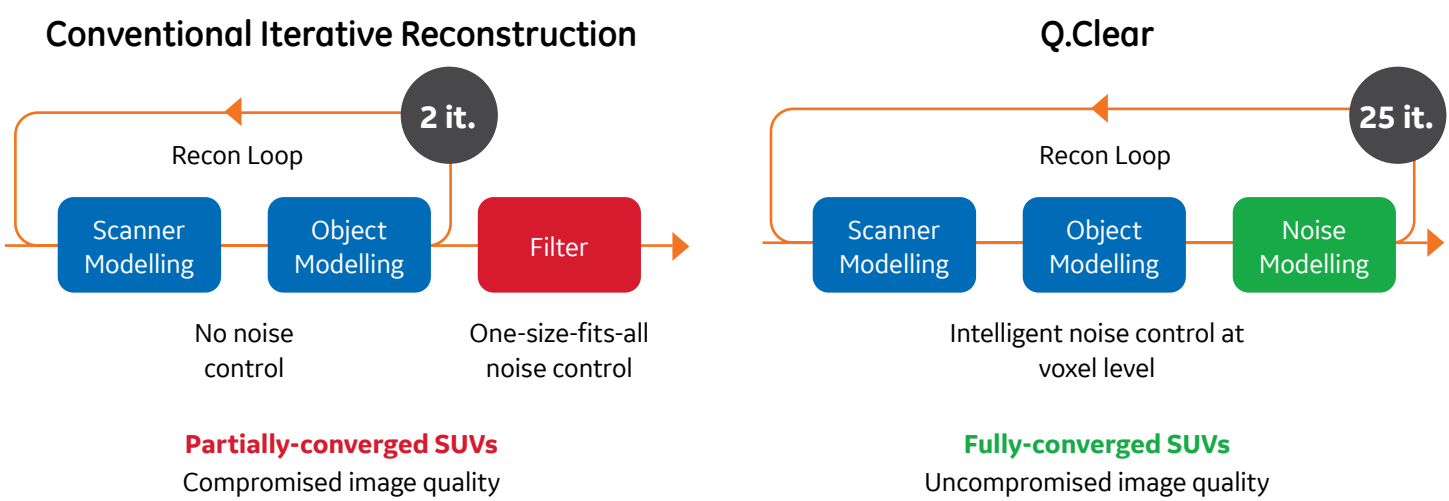 Conventional Iterative Reconstruction
2 it.
Recon Loop
Scanner
Modelling
Object
Modelling
Filter
No noise
control
One-size-fits-all
noise control
Partially-converged SUVs
Compromised image quality
Q.Clear
25 it.
Recon Loop
Scanner
Modelling
Object
Modelling
Noise
Modelling
Intelligent noise control at
voxel level
Fully-converged SUVs
Uncompromised image quality